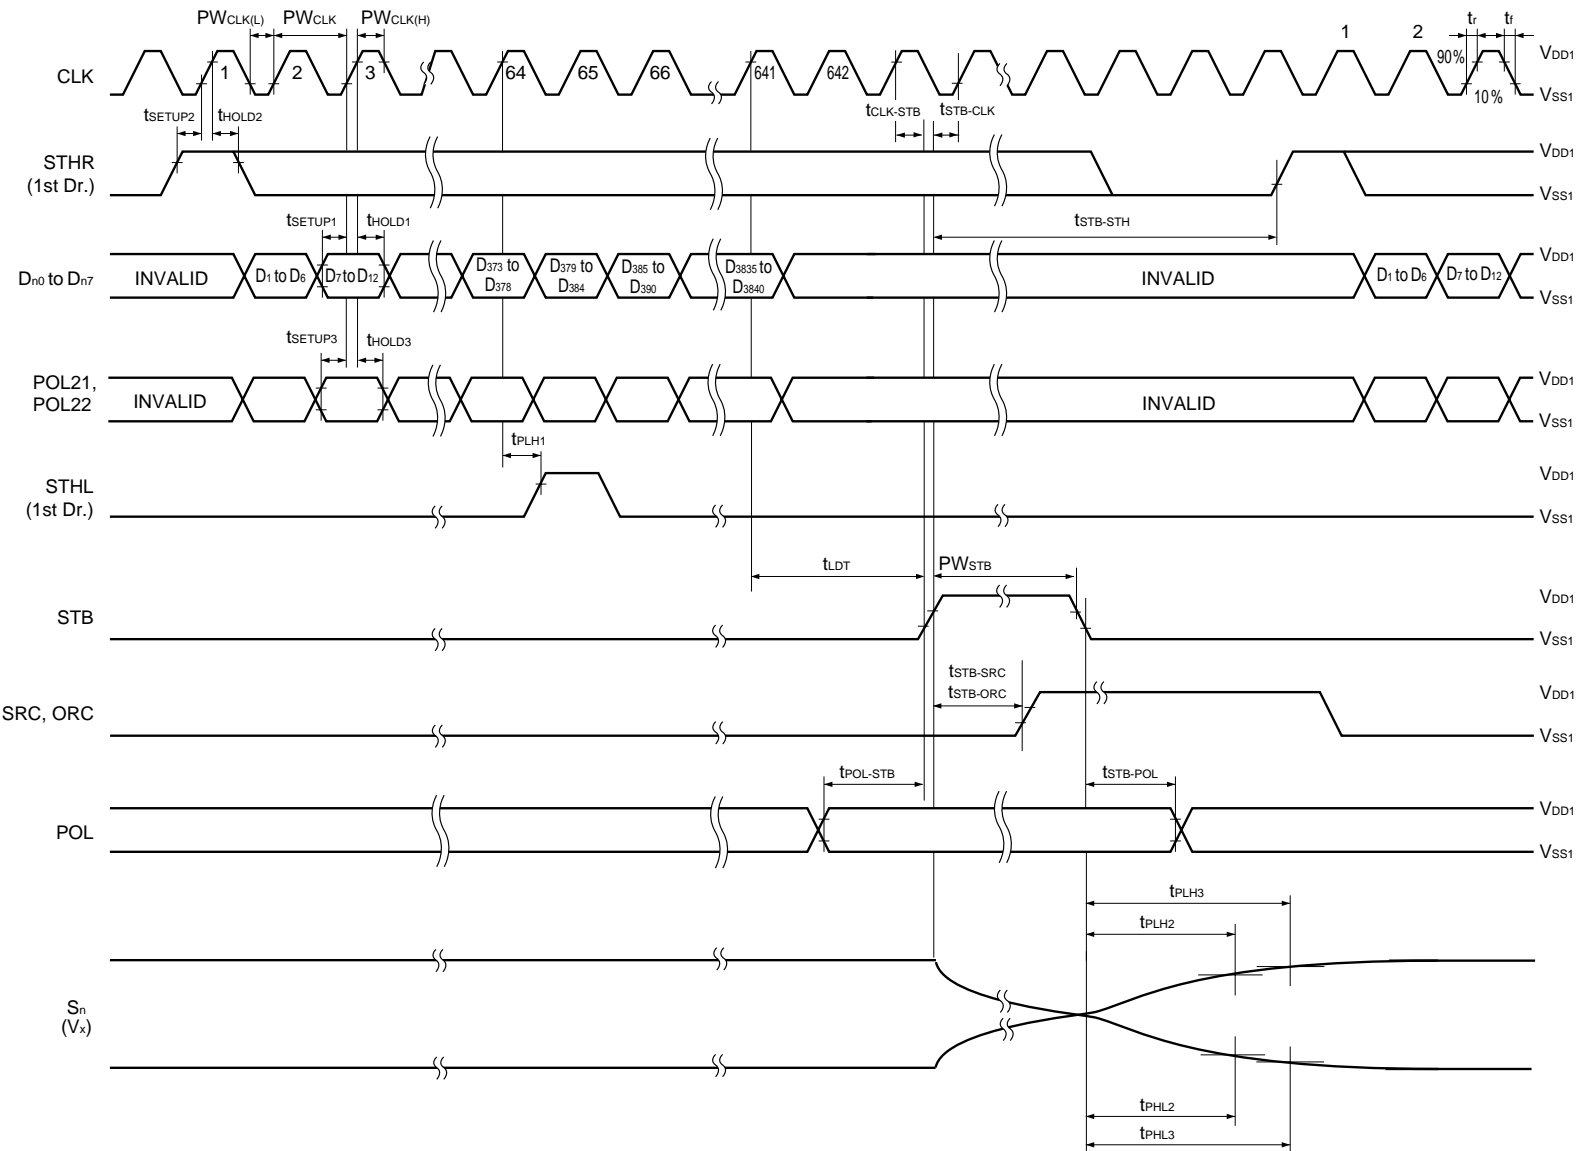 PWCLK(L) PWCLK PWCLK(H) 1 2 tr tf
CLK 1 2 3 64 65 66 641 642 90% 10% VDD1
VSS1
tSETUP2 tHOLD2 tCLK-STB tSTB-CLK
STHR
(1st Dr.)
VDD1
VSS1
tSETUP1 tHOLD1 tSTB-STH
Dn0 to Dn7 INVALID D1 to D6 D7 to D12 D373 to D378 D379 to D384 D385 to D390 D3835 to D3840 INVALID D1 to D6 D7 to D12
VDD1
VSS1
tSETUP3 tHOLD3
POL21,
POL22
INVALID INVALID
VDD1
VSS1
tPLH1
STHL
(1st Dr.)
VDD1
VSS1
tLDT PWSTB
STB
VDD1
VSS1
tSTB-SRC
tSTB-ORC
SRC, ORC
VDD1
VSS1
tPOL-STB tSTB-POL
POL
VDD1
VSS1
tPLH3
tPLH2
Sn
(Vx)
tPHL2
tPHL3